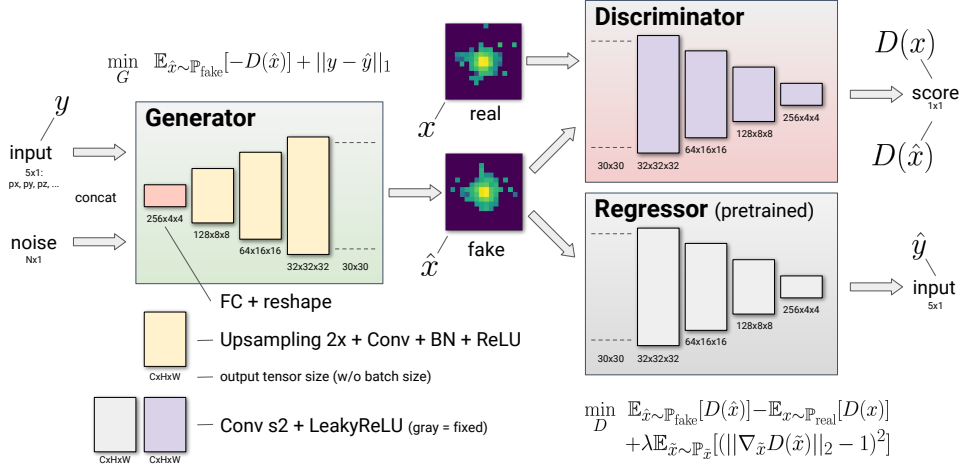 min_G 𝔼_{x̂∼ℙ_fake}[−D(x̂)] + ||y − ŷ||_1
y
input
5x1:
px, py, pz, ...
concat
noise
Nx1
Generator
256x4x4
128x8x8
64x16x16
32x32x32
30x30
x
real
x̂
fake
Discriminator
30x30
32x32x32
64x16x16
128x8x8
256x4x4
D(x)
score
1x1
D(x̂)
Regressor (pretrained)
30x30
32x32x32
64x16x16
128x8x8
256x4x4
ŷ
input
5x1
FC + reshape
Upsampling 2x + Conv + BN + ReLU
CxHxW
output tensor size (w/o batch size)
Conv s2 + LeakyReLU (gray = fixed)
CxHxW
CxHxW
min_D 𝔼_{x̂∼ℙ_fake}[D(x̂)]−𝔼_{x∼ℙ_real}[D(x)]
+λ𝔼_{x̃∼ℙ_x̃}[(||∇_x̃ D(x̃)||_2 − 1)^2]